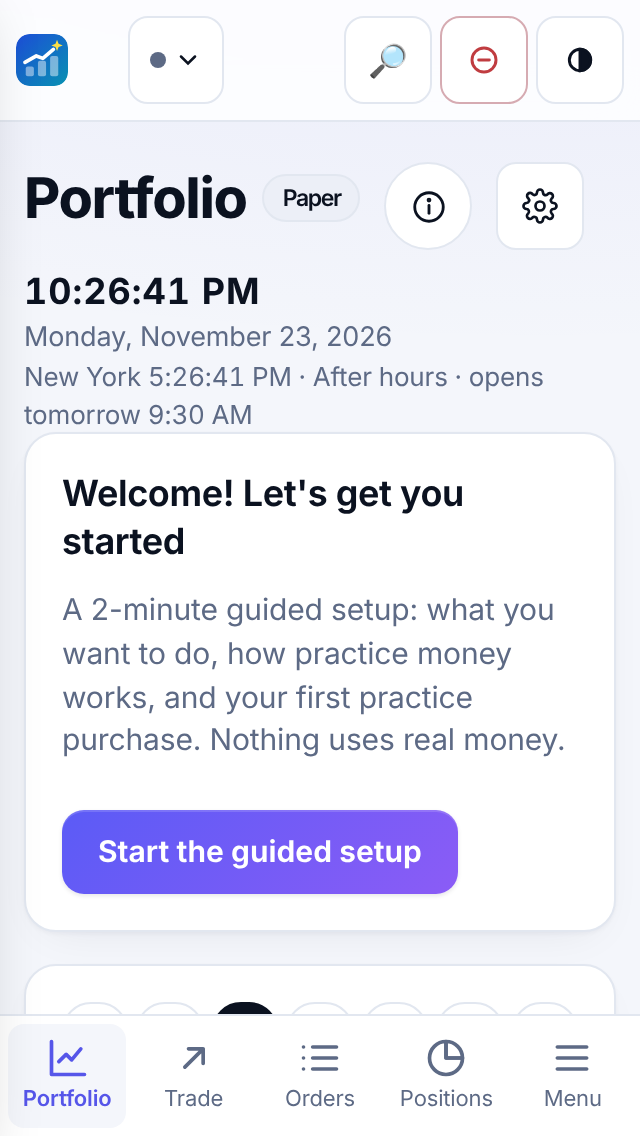 Portfolio
Paper
10:26:41 PM
Monday, November 23, 2026
New York 5:26:41 PM · After hours · opens
tomorrow 9:30 AM
Welcome! Let's get you
started
A 2-minute guided setup: what you
want to do, how practice money
works, and your first practice
purchase. Nothing uses real money.
Start the guided setup
Portfolio
Trade
Orders
Positions
Menu